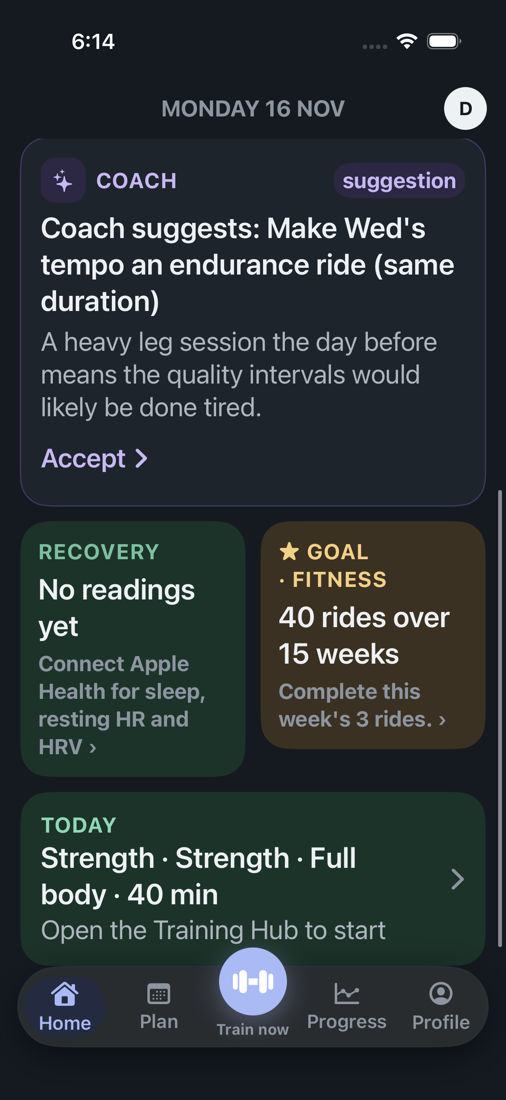 6:14
MONDAY 16 NOV
D
COACH
suggestion
Coach suggests: Make Wed's
tempo an endurance ride (same
duration)
A heavy leg session the day before
means the quality intervals would
likely be done tired.
Accept >
RECOVERY
No readings
yet
Connect Apple
Health for sleep,
resting HR and
HRV ›
★ GOAL
· FITNESS
40 rides over
15 weeks
Complete this
week's 3 rides. ›
TODAY
Strength · Strength · Full
body · 40 min
Open the Training Hub to start
Home
Plan
Train now
Progress
Profile